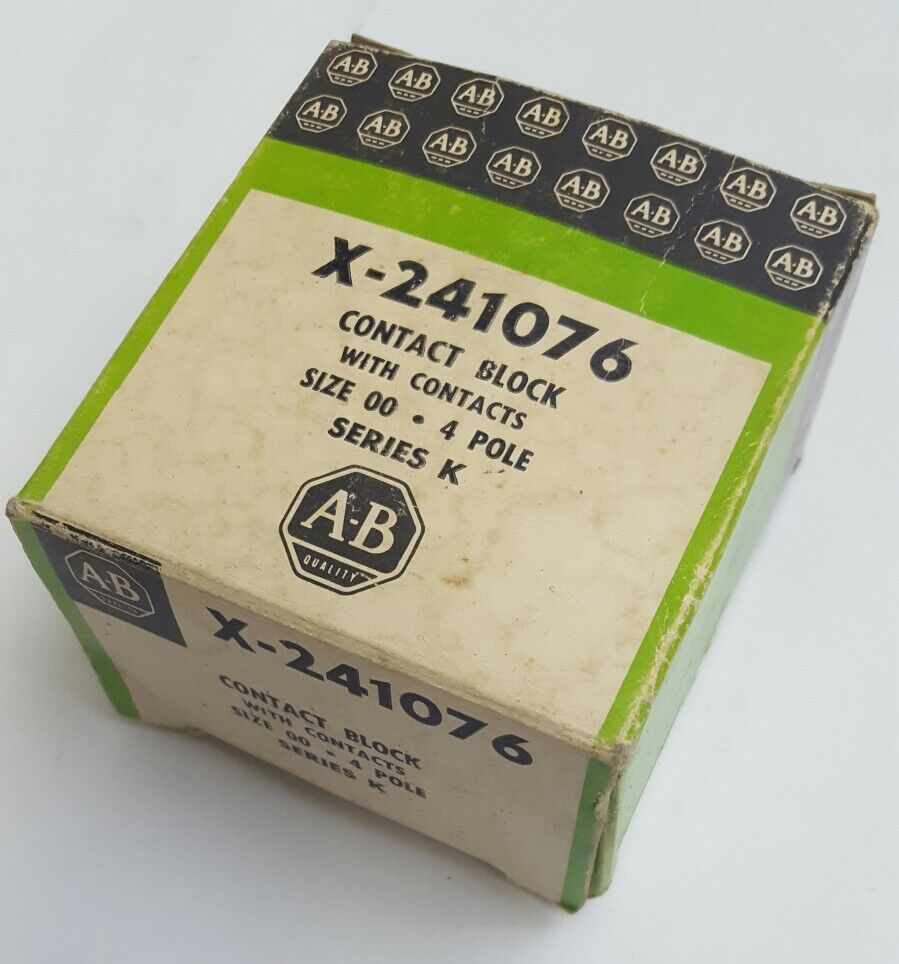 A-B A-B A-B A-B A-B A-B A-B A-B
A-B A-B A-B A-B A-B A-B A-B A-B
X-241076
CONTACT BLOCK
WITH CONTACTS
SIZE 00 • 4 POLE
SERIES K
A-B
QUALITY
A-B
QUALITY
X-241076
CONTACT BLOCK
WITH CONTACTS
SIZE 00 • 4 POLE
SERIES K